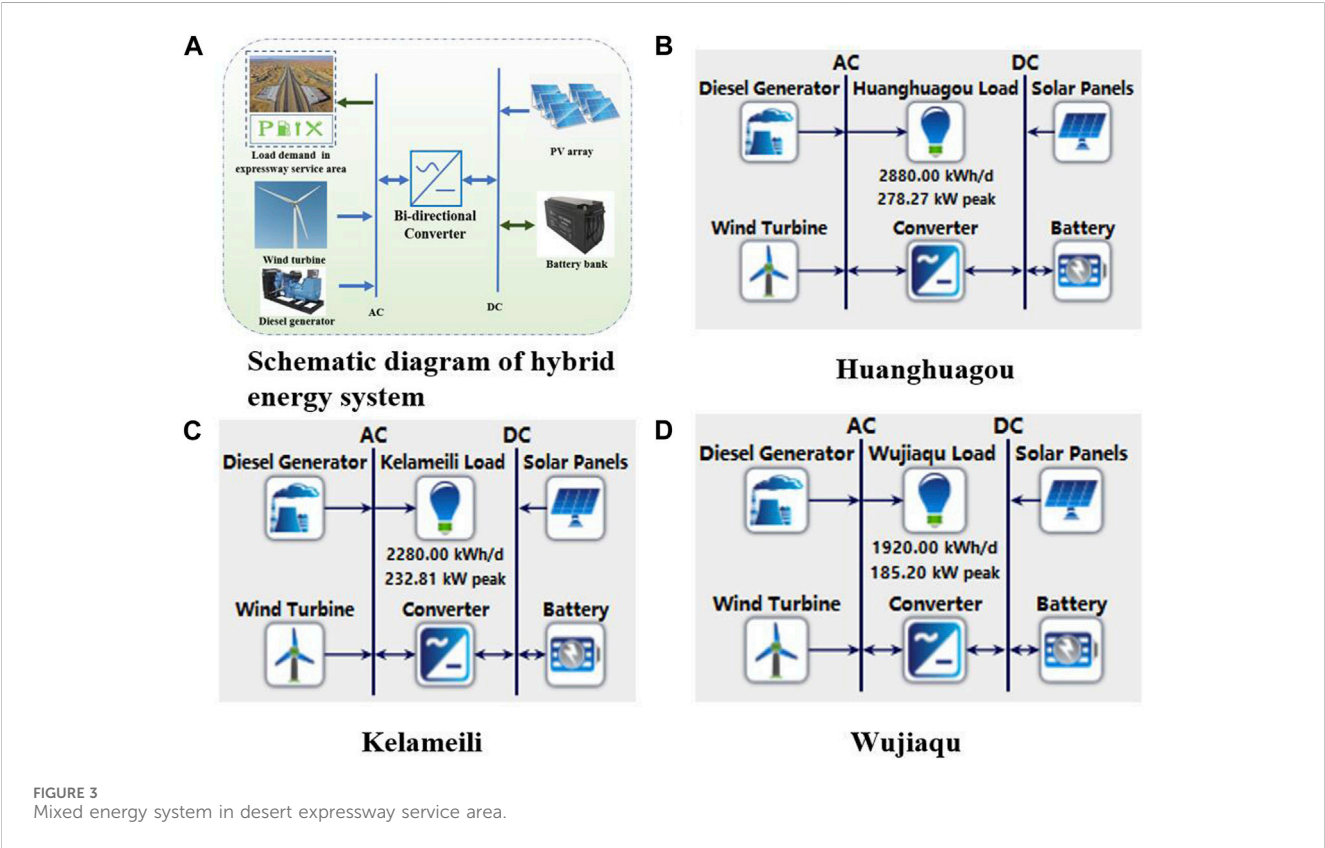 A
Load demand in
expressway service area
Wind turbine
Diesel generator
AC
Bi-directional
Converter
DC
PV array
Battery bank
Schematic diagram of hybrid
energy system
B
AC
DC
Diesel Generator
Huanghuagou Load
Solar Panels
2880.00 kWh/d
278.27 kW peak
Wind Turbine
Converter
Battery
Huanghuagou
C
AC
DC
Diesel Generator
Kelameili Load
Solar Panels
2280.00 kWh/d
232.81 kW peak
Wind Turbine
Converter
Battery
Kelameili
D
AC
DC
Diesel Generator
Wujiaqu Load
Solar Panels
1920.00 kWh/d
185.20 kW peak
Wind Turbine
Converter
Battery
Wujiaqu
FIGURE 3
Mixed energy system in desert expressway service area.